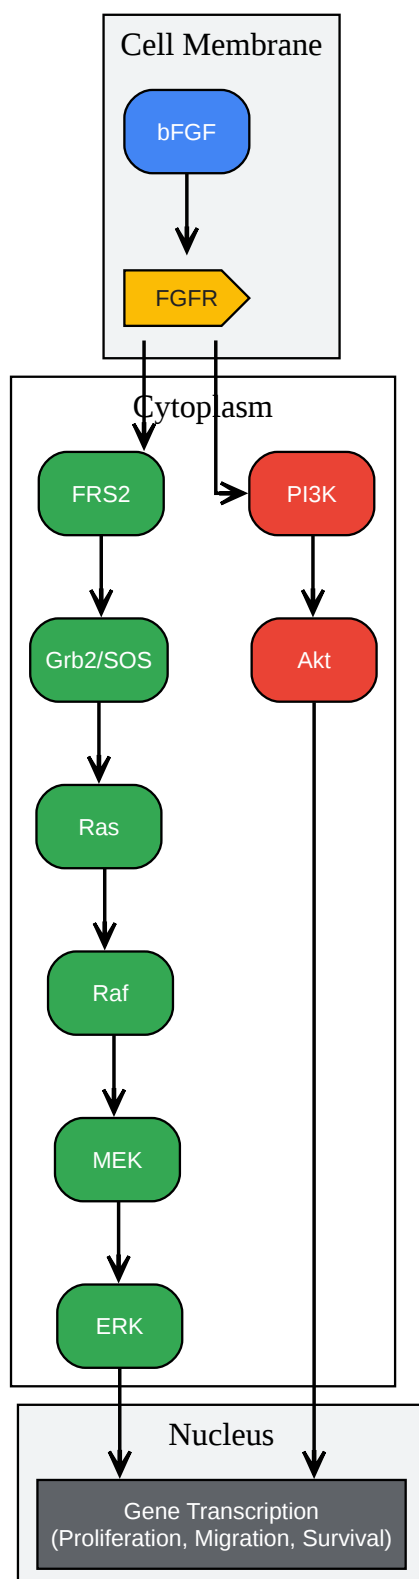 Cell Membrane
bFGF
FGFR
Cytoplasm
FRS2
PI3K
Grb2/SOS
Akt
Ras
Raf
MEK
ERK
Nucleus
Gene Transcription
(Proliferation, Migration, Survival)